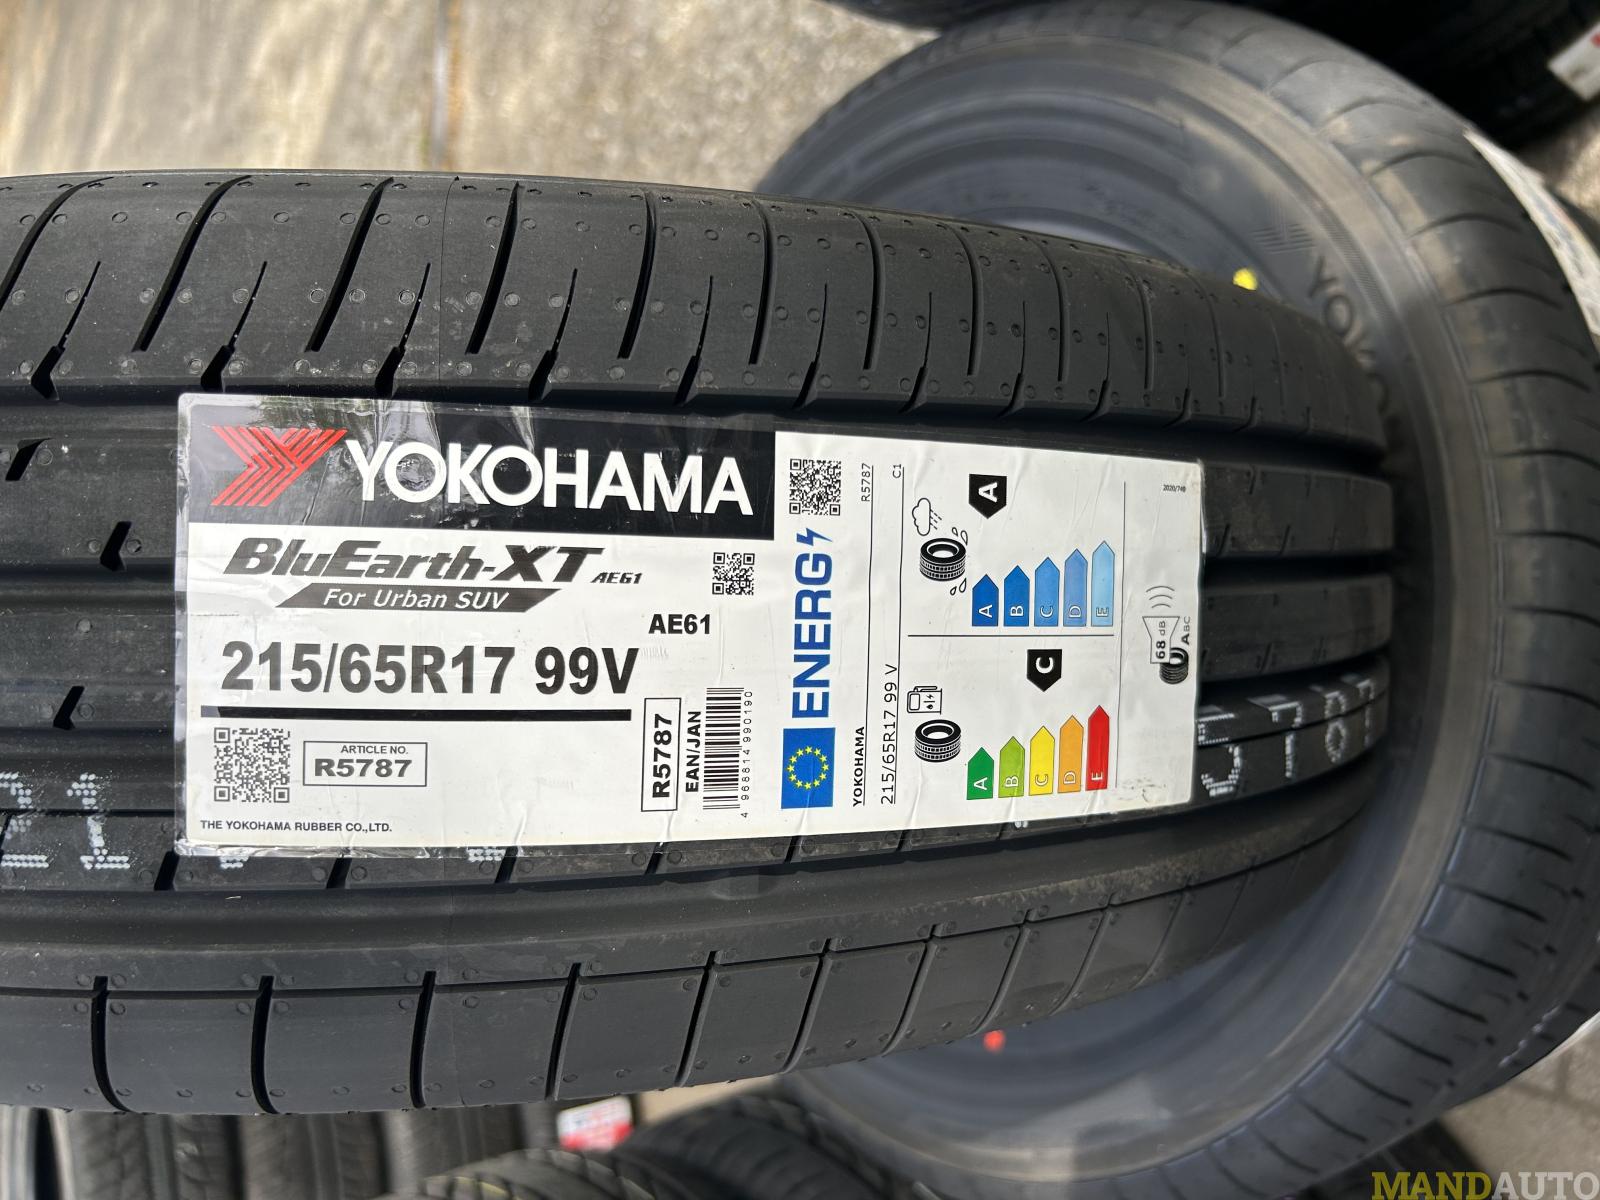 YOKOHAMA
BluEarth-XT AE61
For Urban SUV
AE61
215/65R17 99V
ARTICLE NO.
R5787
THE YOKOHAMA RUBBER CO.,LTD.
R5787
EAN/JAN
4 968814 990190
ENERG
YOKOHAMA
215/65R17 99 V
R5787
C1
A
A
B
C
D
E
C
A
B
C
D
E
68 dB
ABC
2020/740
YOKO
MANDAUTO